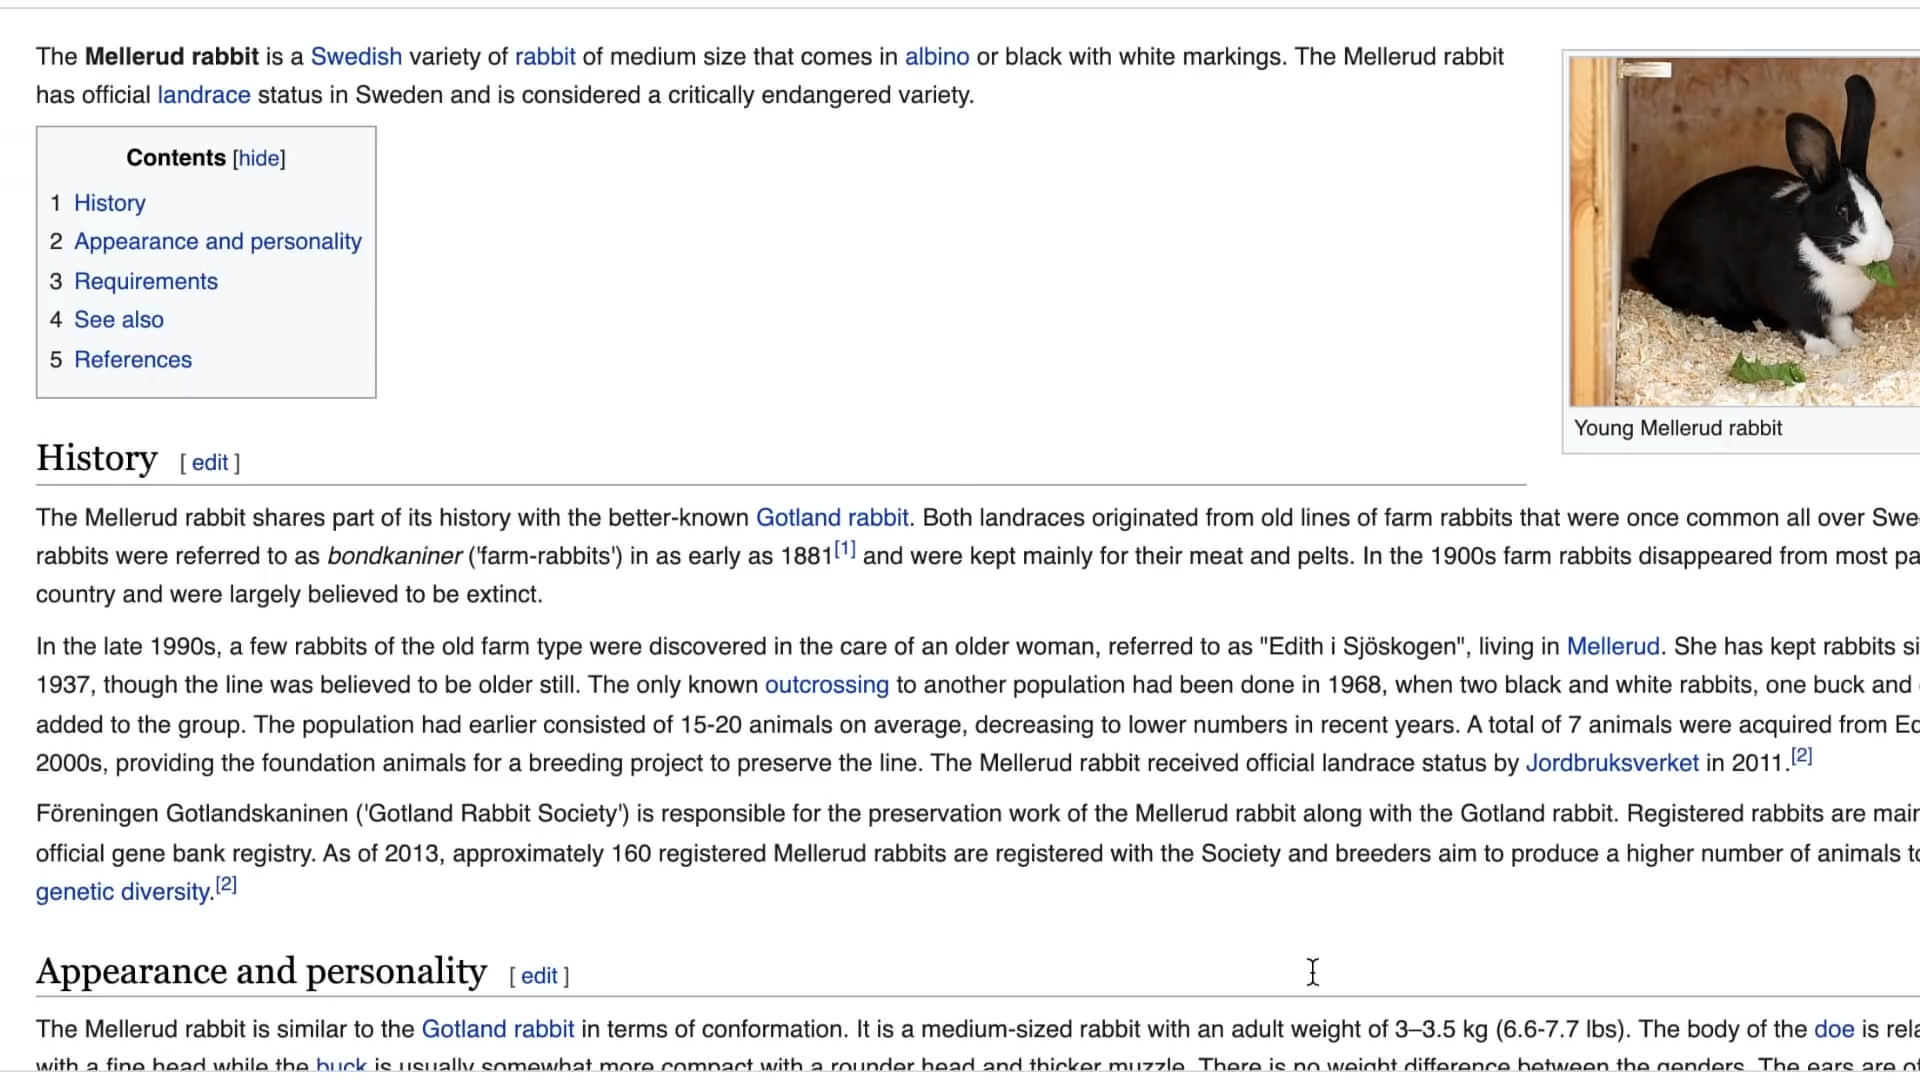 The Mellerud rabbit is a Swedish variety of rabbit of medium size that comes in albino or black with white markings. The Mellerud rabbit
has official landrace status in Sweden and is considered a critically endangered variety.
Contents [hide]
1 History
2 Appearance and personality
3 Requirements
4 See also
5 References
Young Mellerud rabbit
History [ edit ]
The Mellerud rabbit shares part of its history with the better-known Gotland rabbit. Both landraces originated from old lines of farm rabbits that were once common all over Swe
rabbits were referred to as bondkaniner ('farm-rabbits') in as early as 1881[1] and were kept mainly for their meat and pelts. In the 1900s farm rabbits disappeared from most pa
country and were largely believed to be extinct.
In the late 1990s, a few rabbits of the old farm type were discovered in the care of an older woman, referred to as "Edith i Sjöskogen", living in Mellerud. She has kept rabbits si
1937, though the line was believed to be older still. The only known outcrossing to another population had been done in 1968, when two black and white rabbits, one buck and
added to the group. The population had earlier consisted of 15-20 animals on average, decreasing to lower numbers in recent years. A total of 7 animals were acquired from Ed
2000s, providing the foundation animals for a breeding project to preserve the line. The Mellerud rabbit received official landrace status by Jordbruksverket in 2011.[2]
Föreningen Gotlandskaninen ('Gotland Rabbit Society') is responsible for the preservation work of the Mellerud rabbit along with the Gotland rabbit. Registered rabbits are mair
official gene bank registry. As of 2013, approximately 160 registered Mellerud rabbits are registered with the Society and breeders aim to produce a higher number of animals to
genetic diversity.[2]
Appearance and personality [ edit ]
The Mellerud rabbit is similar to the Gotland rabbit in terms of conformation. It is a medium-sized rabbit with an adult weight of 3–3.5 kg (6.6-7.7 lbs). The body of the doe is rela
with a fine head while the buck is usually somewhat more compact with a rounder head and thicker muzzle. There is no weight difference between the genders. The ears are of